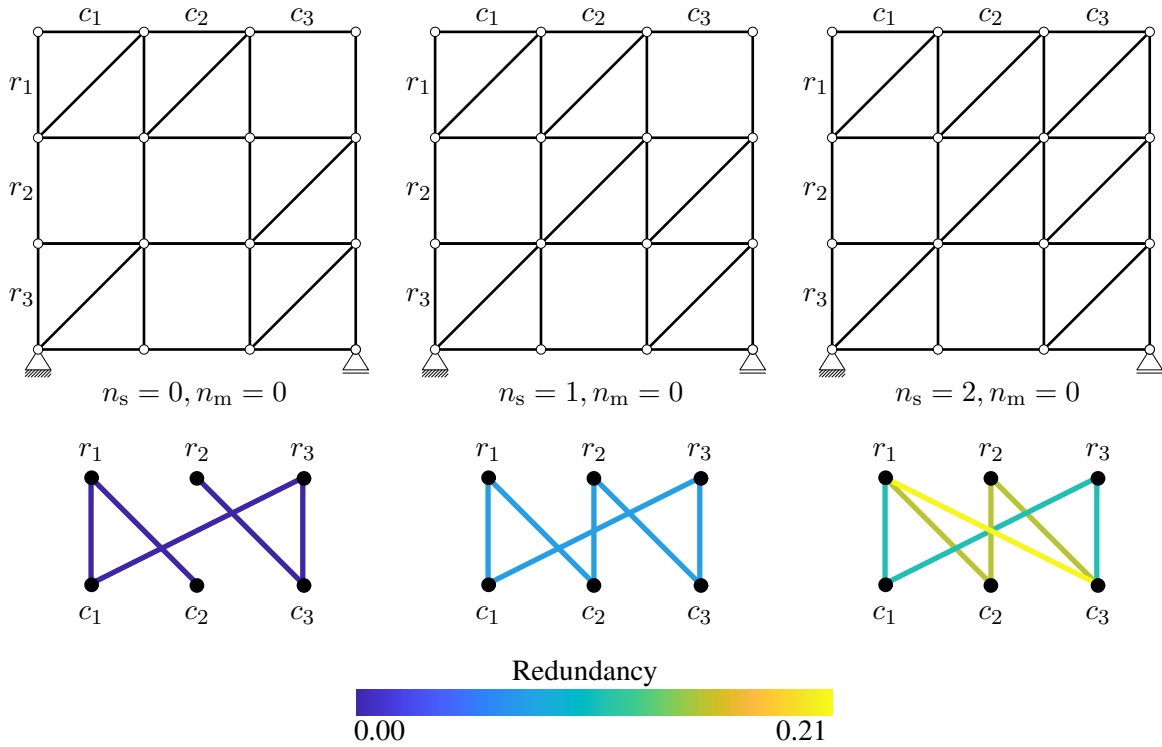 c₁ c₂ c₃ c₁ c₂ c₃ c₁ c₂ c₃
r₁ r₁ r₁
r₂ r₂ r₂
r₃ r₃ r₃
nₛ = 0, nₘ = 0 nₛ = 1, nₘ = 0 nₛ = 2, nₘ = 0
r₁ r₂ r₃ r₁ r₂ r₃ r₁ r₂ r₃
c₁ c₂ c₃ c₁ c₂ c₃ c₁ c₂ c₃
Redundancy
0.00 0.21